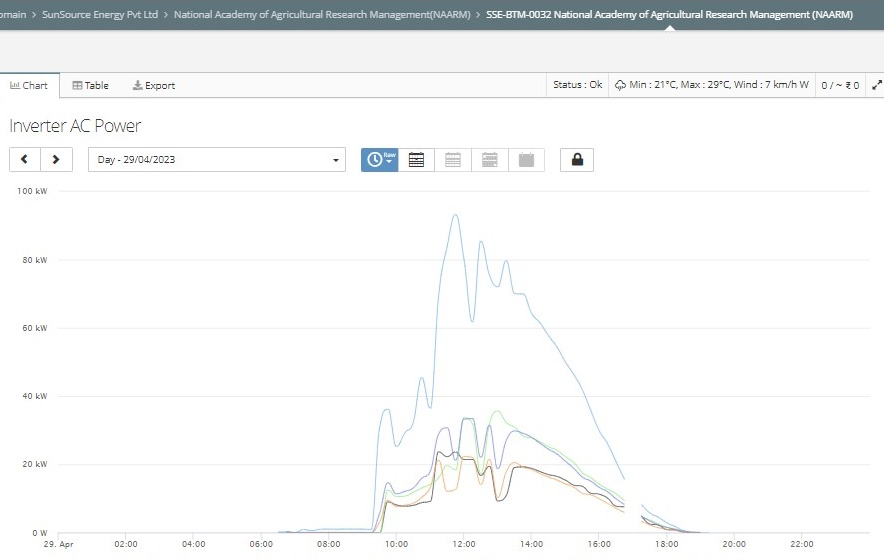 SunSource Energy Pvt Ltd > National Academy of Agricultural Research Management(NAARM) > SSE-BTM-0032 National Academy of Agricultural Research Management (NAARM)
Chart Table Export Status : Ok Min : 21°C, Max : 29°C, Wind : 7 km/h W 0 / ~ ₹ 0
Inverter AC Power
Day - 29/04/2023 Raw
100 kW
80 kW
60 kW
40 kW
20 kW
0 W
29. Apr 02:00 04:00 06:00 08:00 10:00 12:00 14:00 16:00 18:00 20:00 22:00